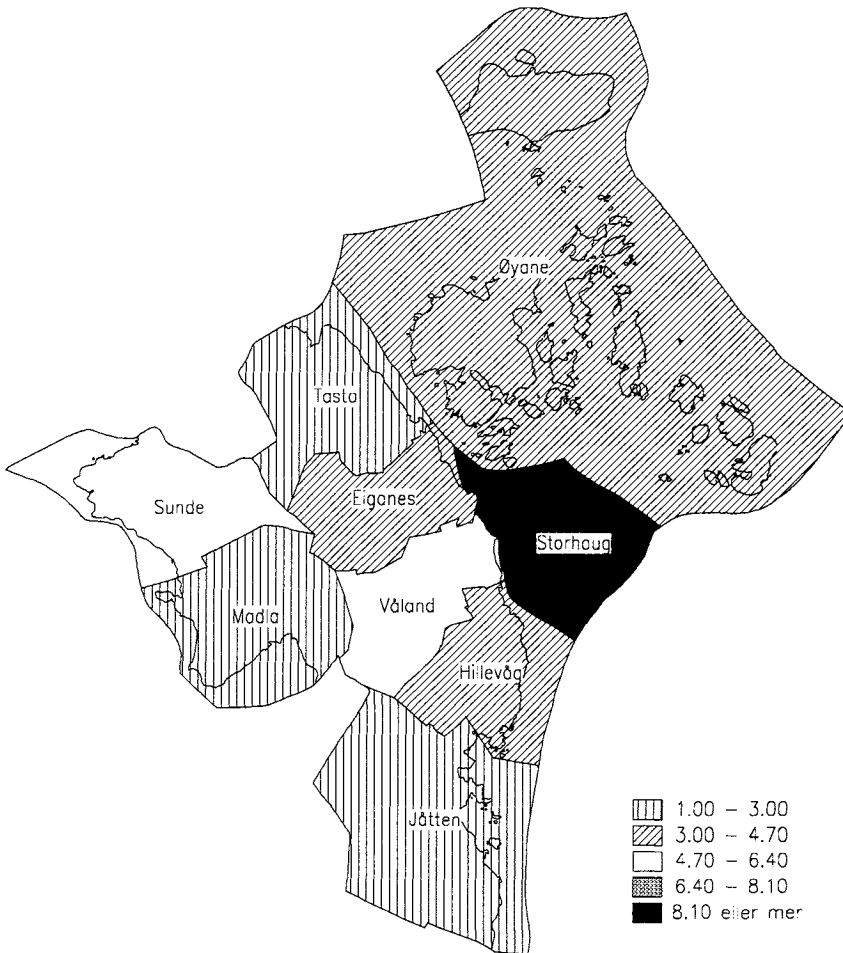 Øyane
Tasta
Eiganes
Sunde
Storhaug
Våland
Madla
Hillevåg
Jåtten
1.00 - 3.00
3.00 - 4.70
4.70 - 6.40
6.40 - 8.10
8.10 eller mer